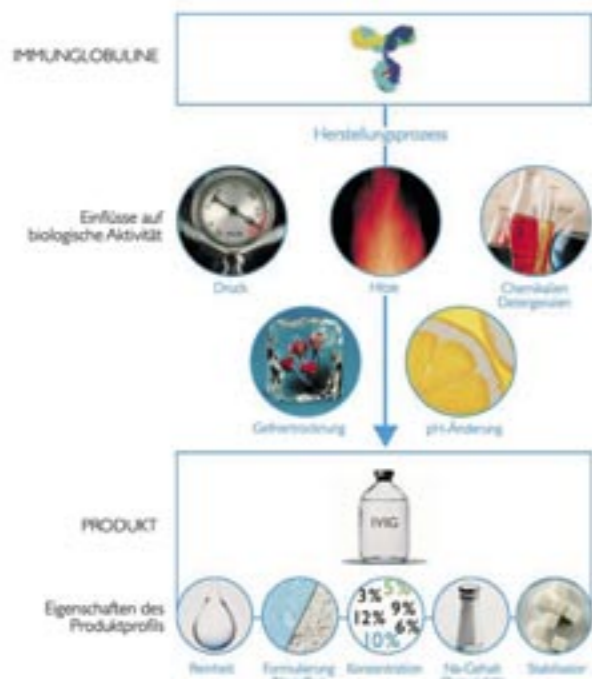 IMMUNGLOBULINE
Herstellungsprozess
Einflüsse auf
biologische Aktivität
Druck
Hitze
Chemikalien
Detergenzien
Gefriertrocknung
pH-Änderung
PRODUKT
IVIG
Eigenschaften des
Produktprofils
3% 5%
12% 9%
6%
10%
Reinheit
Formulierung
Konzentration
Na-Gehalt
Stabilisator